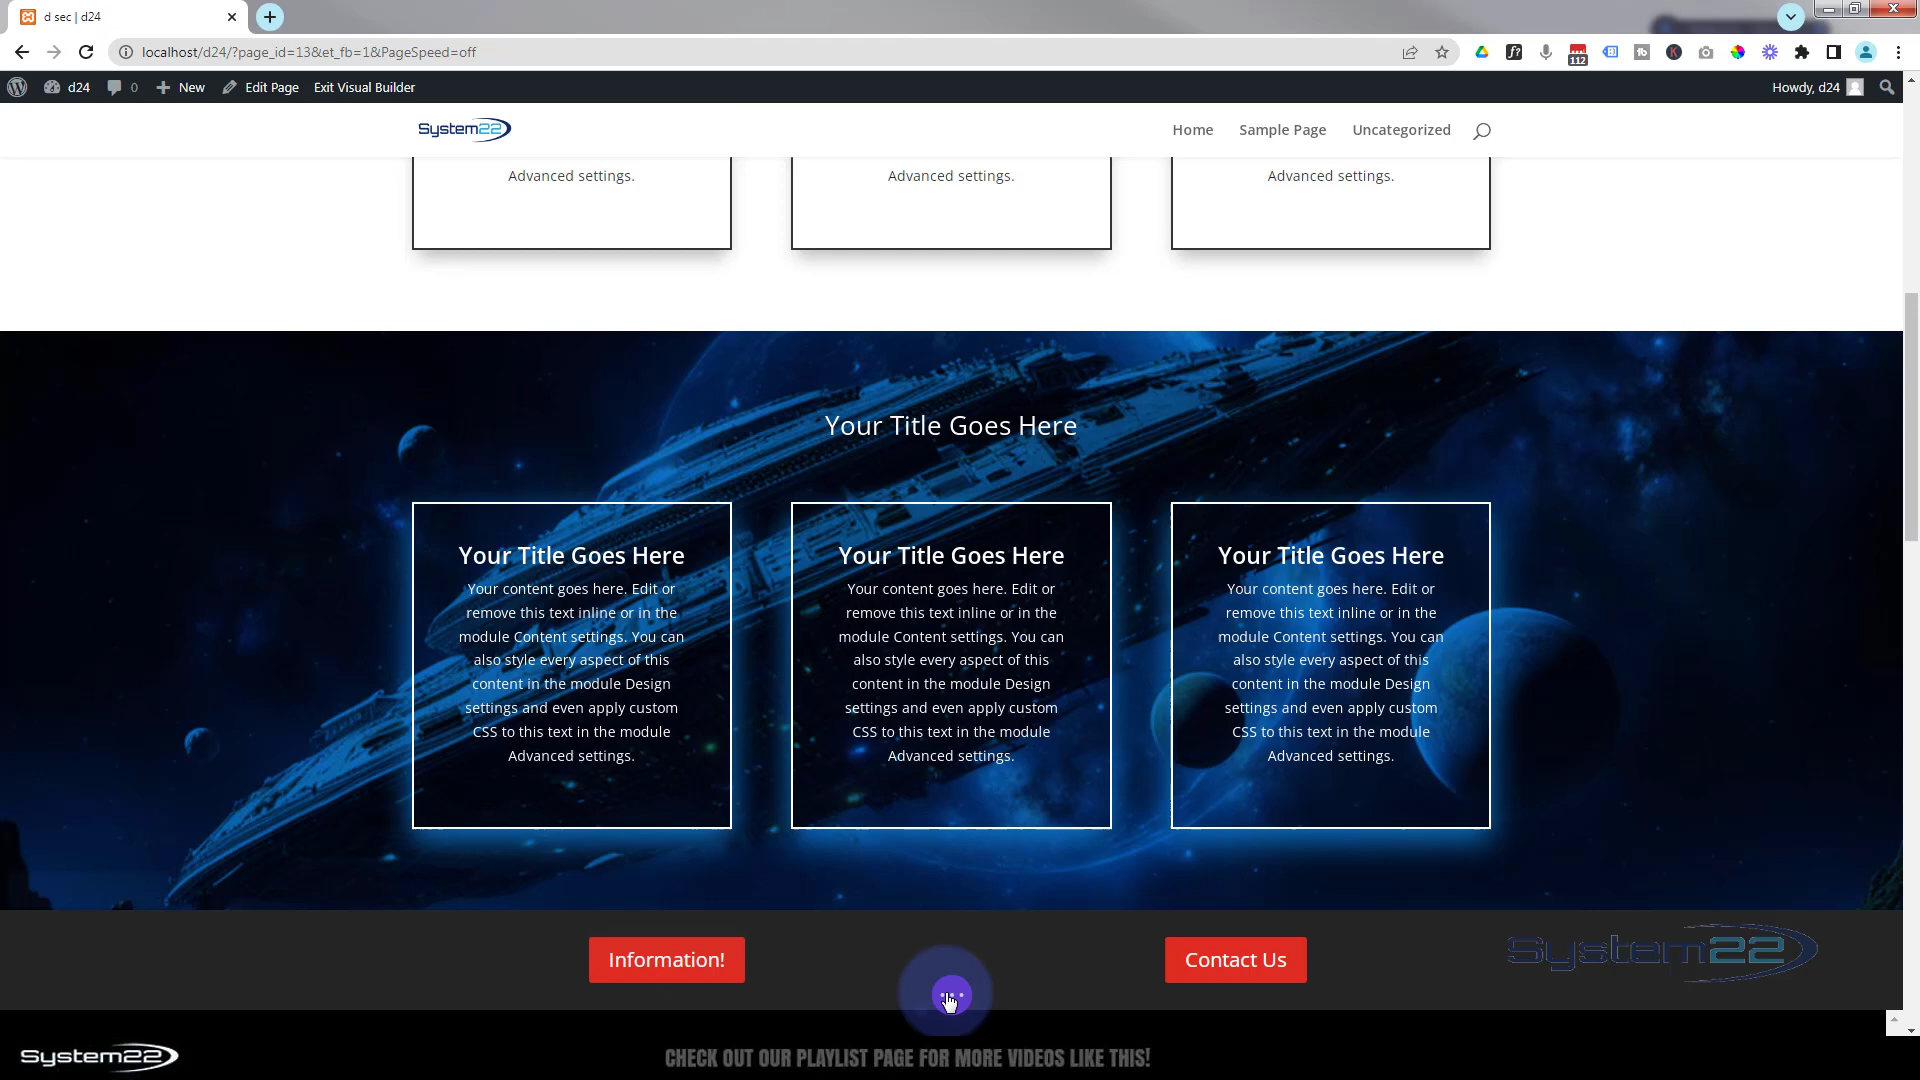 d sec | d24
localhost/d24/?page_id=13&et_fb=1&PageSpeed=off
112
d24
0
New
Edit Page
Exit Visual Builder
Howdy, d24
System22
Home
Sample Page
Uncategorized
Advanced settings.
Advanced settings.
Advanced settings.
Your Title Goes Here
Your Title Goes Here
Your content goes here. Edit or
remove this text inline or in the
module Content settings. You can
also style every aspect of this
content in the module Design
settings and even apply custom
CSS to this text in the module
Advanced settings.
Your Title Goes Here
Your content goes here. Edit or
remove this text inline or in the
module Content settings. You can
also style every aspect of this
content in the module Design
settings and even apply custom
CSS to this text in the module
Advanced settings.
Your Title Goes Here
Your content goes here. Edit or
remove this text inline or in the
module Content settings. You can
also style every aspect of this
content in the module Design
settings and even apply custom
CSS to this text in the module
Advanced settings.
Information!
Contact Us
System22
System22
CHECK OUT OUR PLAYLIST PAGE FOR MORE VIDEOS LIKE THIS!